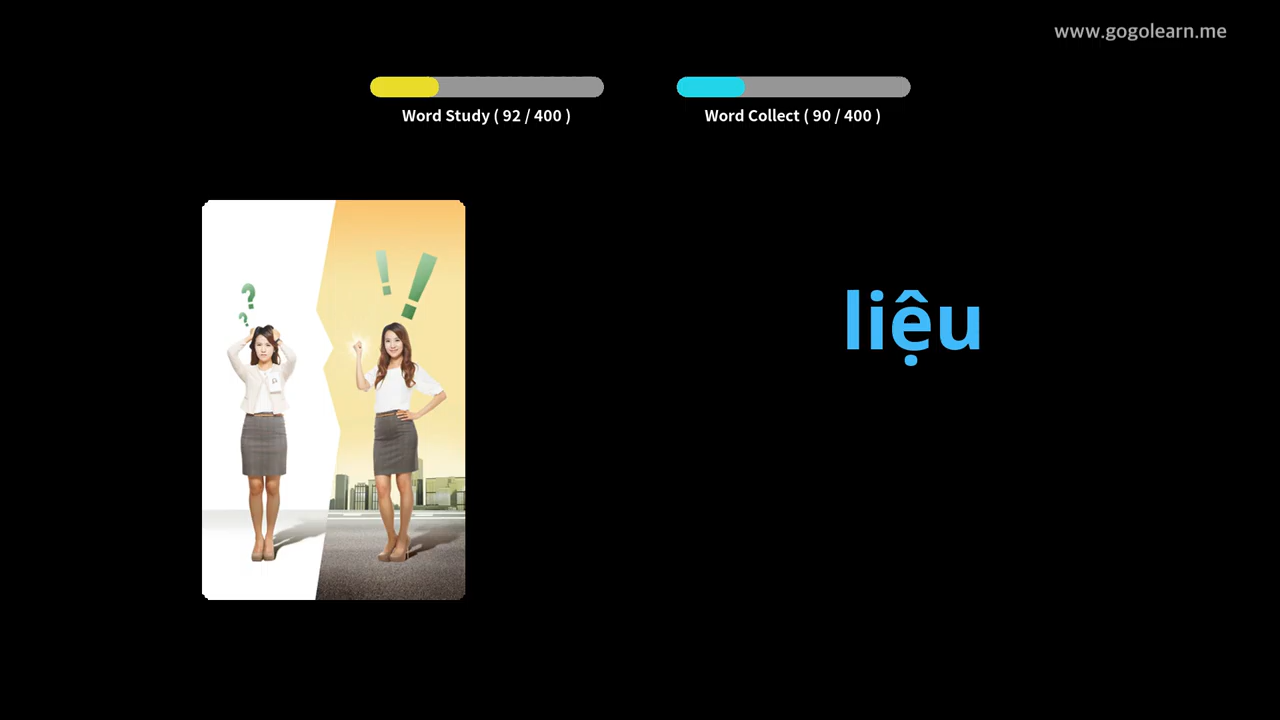 www.gogolearn.me
Word Study ( 92 / 400 )
Word Collect ( 90 / 400 )
? ?
! !
liệu